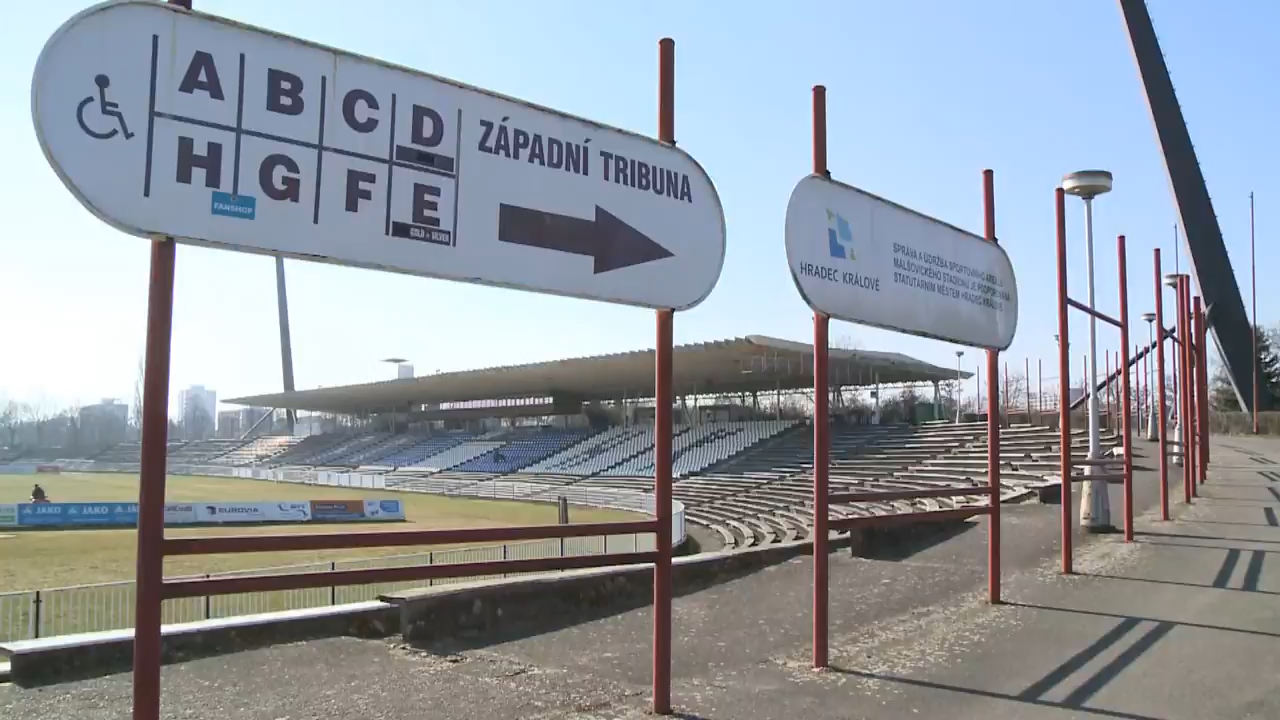 A B C D
ZÁPADNÍ TRIBUNA
H G F E
FANSHOP
GOLD + SILVER
HRADEC KRÁLOVÉ
SPRÁVA A ÚDRŽBA SPORTOVNÍHO AREÁLU
MALŠOVICKÉHO STADIONU JE PODPOROVÁNA
STATUTÁRNÍM MĚSTEM HRADEC KRÁLOVÉ
JAKO JAKO EUROVIA